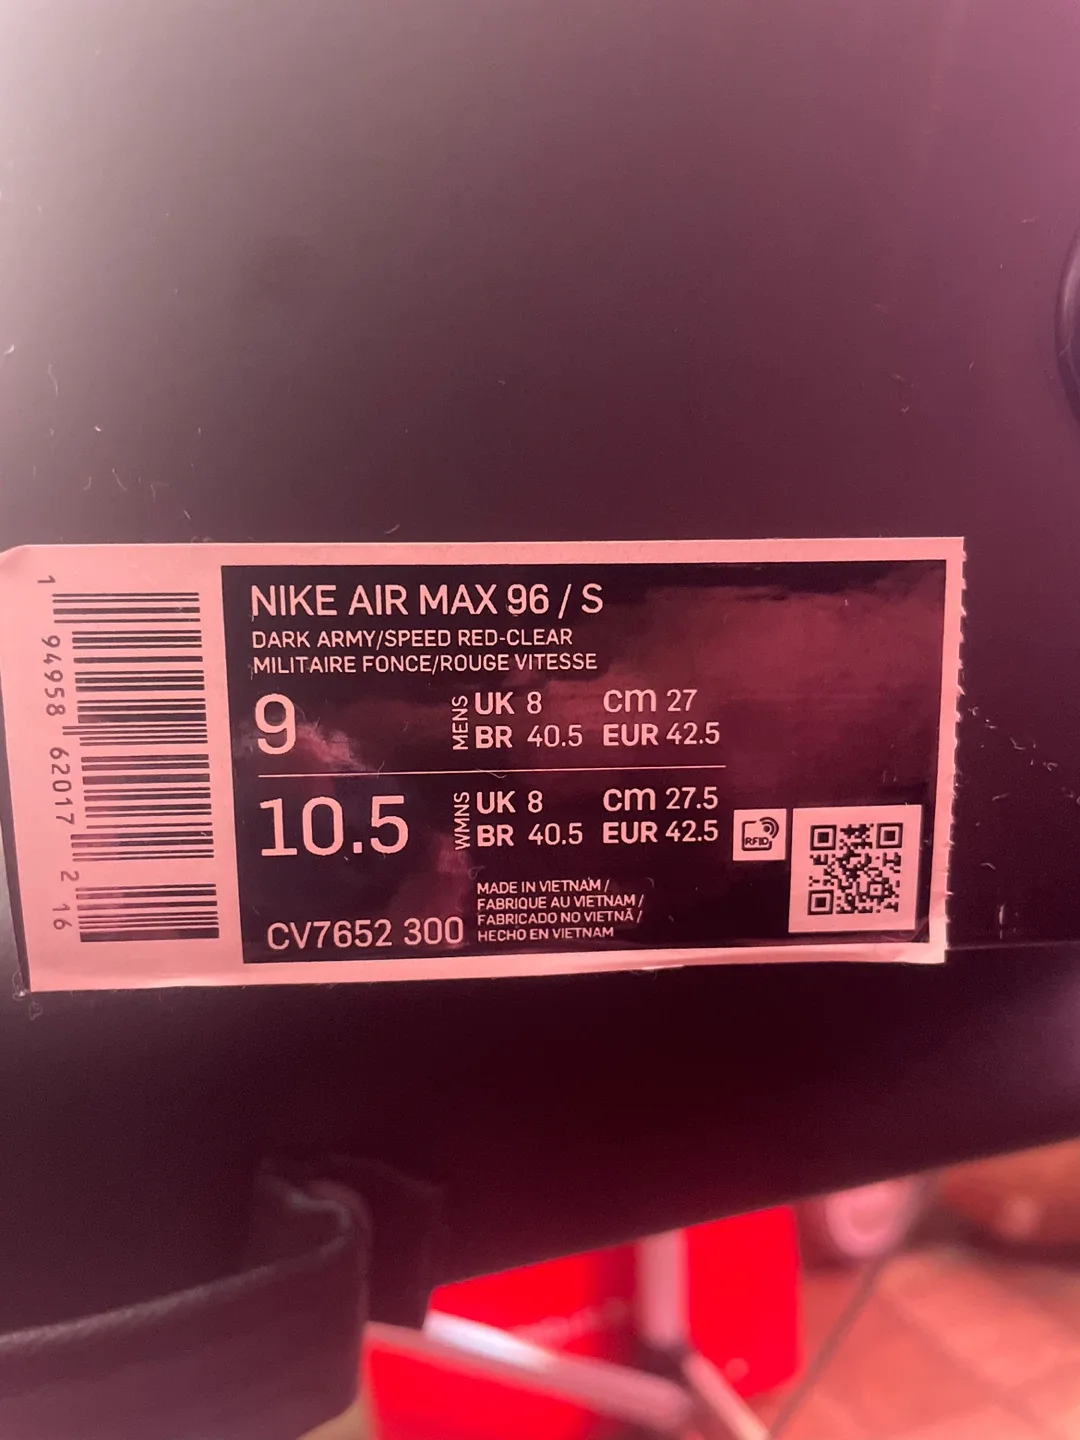 1 94958 62017 2 16
NIKE AIR MAX 96 / S
DARK ARMY/SPEED RED-CLEAR
MILITAIRE FONCE/ROUGE VITESSE
9 MENS UK 8 cm 27
BR 40.5 EUR 42.5
10.5 WMNS UK 8 cm 27.5
BR 40.5 EUR 42.5
RFID
MADE IN VIETNAM /
FABRIQUE AU VIETNAM /
FABRICADO NO VIETNÃ /
HECHO EN VIETNAM
CV7652 300